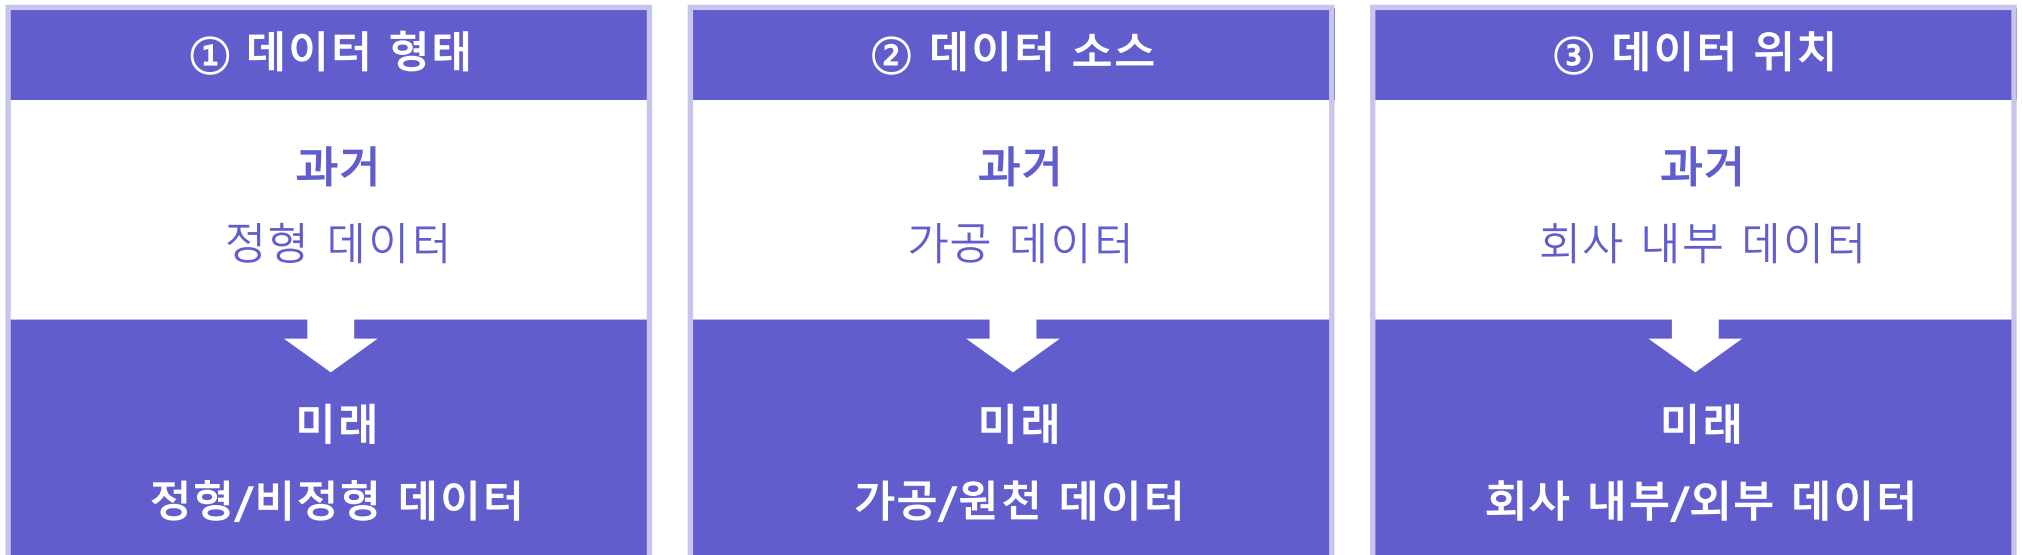 ① 데이터 형태
과거
정형 데이터
미래
정형/비정형 데이터
② 데이터 소스
과거
가공 데이터
미래
가공/원천 데이터
③ 데이터 위치
과거
회사 내부 데이터
미래
회사 내부/외부 데이터